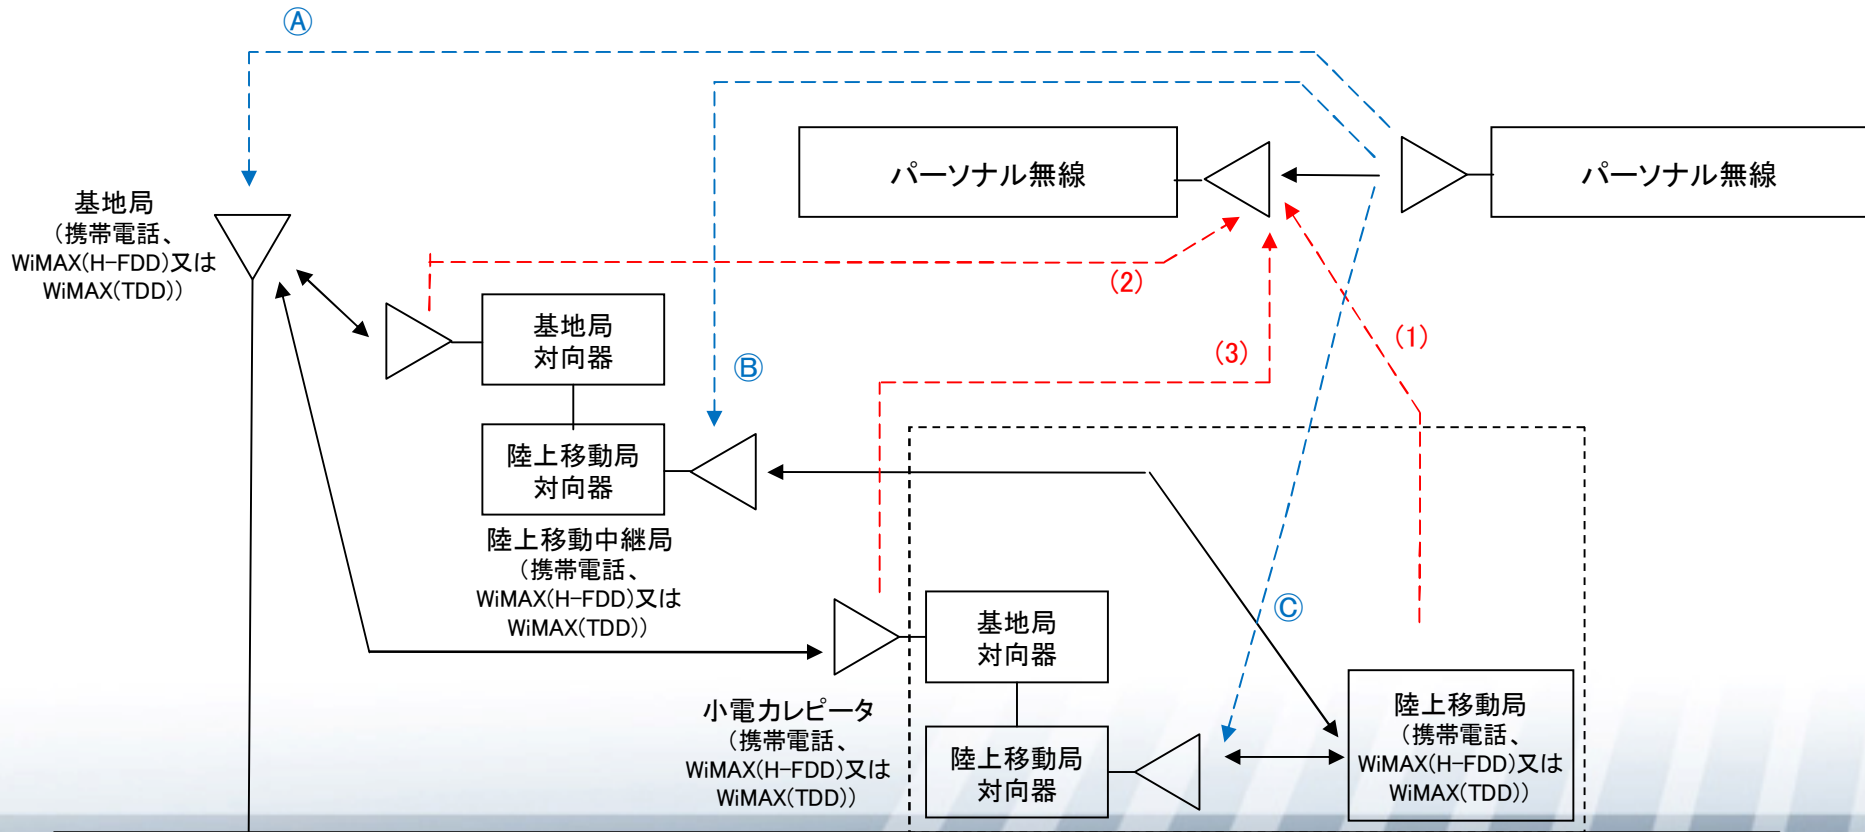 Ⓐ
パーソナル無線
パーソナル無線
基地局
（携帯電話、
WiMAX(H-FDD)又は
WiMAX(TDD)）
(2)
基地局
対向器
(3)
(1)
Ⓑ
陸上移動局
対向器
陸上移動中継局
（携帯電話、
WiMAX(H-FDD)又は
WiMAX(TDD)）
Ⓒ
基地局
対向器
小電力レピータ
（携帯電話、
WiMAX(H-FDD)又は
WiMAX(TDD)）
陸上移動局
対向器
陸上移動局
（携帯電話、
WiMAX(H-FDD)又は
WiMAX(TDD)）